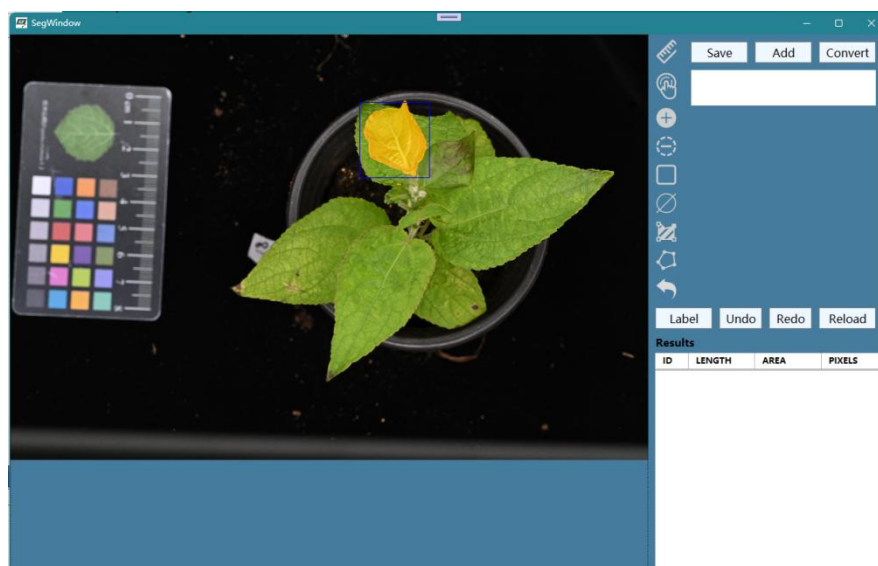 SegWindow
Save Add Convert
Label Undo Redo Reload
Results
ID LENGTH AREA PIXELS